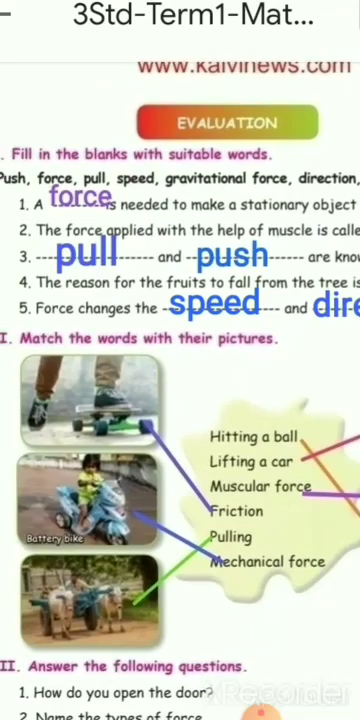 3Std-Term1-Mat...
www.kalvinews.com
EVALUATION
. Fill in the blanks with suitable words.
Push, force, pull, speed, gravitational force, direction,
1. A force is needed to make a stationary object
2. The force applied with the help of muscle is calle
3. ----pull------ and --push------ are know
4. The reason for the fruits to fall from the tree is
5. Force changes the -speed---- and dire
I. Match the words with their pictures.
Hitting a ball
Lifting a car
Muscular force
Friction
Battery bike
Pulling
Mechanical force
II. Answer the following questions.
1. How do you open the door?
XRecorder
2. Name the types of force